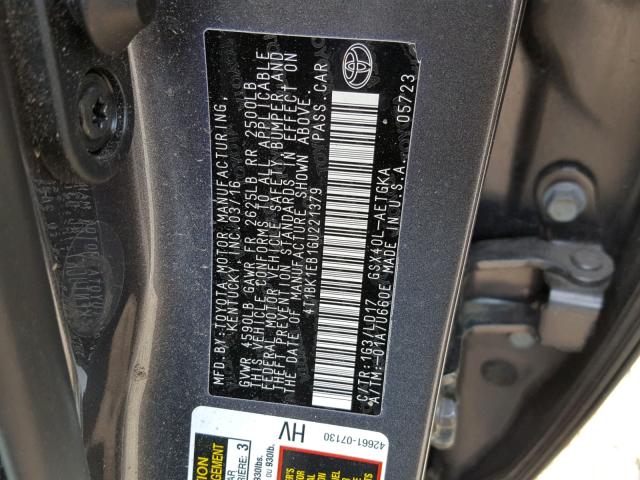 MFD. BY: TOYOTA MOTOR MANUFACTURING,
KENTUCKY, INC. 03/16
GVWR 4590LB GAWR FR 2625LB RR 2500LB
THIS VEHICLE CONFORMS TO ALL APPLICABLE
FEDERAL MOTOR VEHICLE SAFETY, BUMPER, AND
THEFT PREVENTION STANDARDS IN EFFECT ON
THE DATE OF MANUFACTURE SHOWN ABOVE.
4T1BK1EB1GU221379 PASS. CAR
C/TR: 1G3/LD17 GSX40L-AETGKA
A/TM: -01A/U660E MADE IN U.S.A.
05723
HV
42661-07130